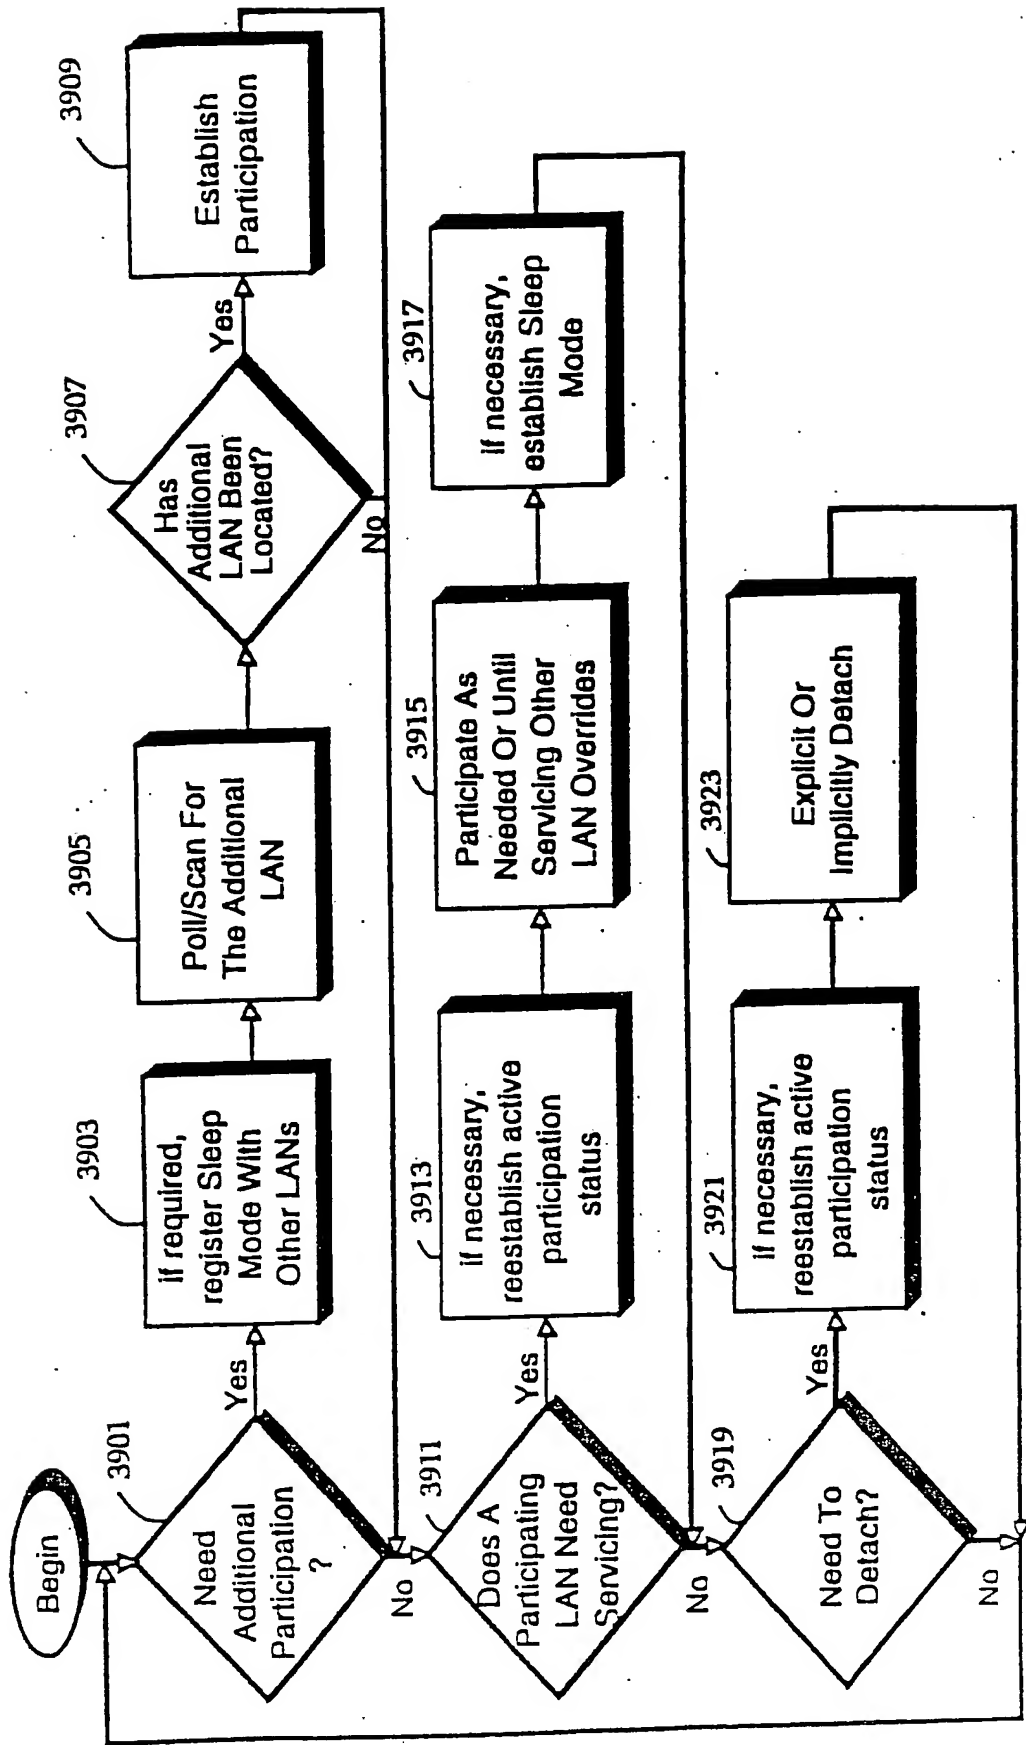 Begin
3901
Need
Additional
Participation
?
Yes
No
3903
If required,
register Sleep
Mode With
Other LANs
3905
Poll/Scan For
The Additional
LAN
3907
Has
Additional
LAN Been
Located?
Yes
No
3909
Establish
Participation
3911
Does A
Participating
LAN Need
Servicing?
Yes
No
3913
If necessary,
reestablish active
participation
status
3915
Participate As
Needed Or Until
Servicing Other
LAN Overrides
3917
If necessary,
establish Sleep
Mode
3919
Need To
Detach?
Yes
No
3921
If necessary,
reestablish active
participation
status
3923
Explicit Or
Implicitly Detach